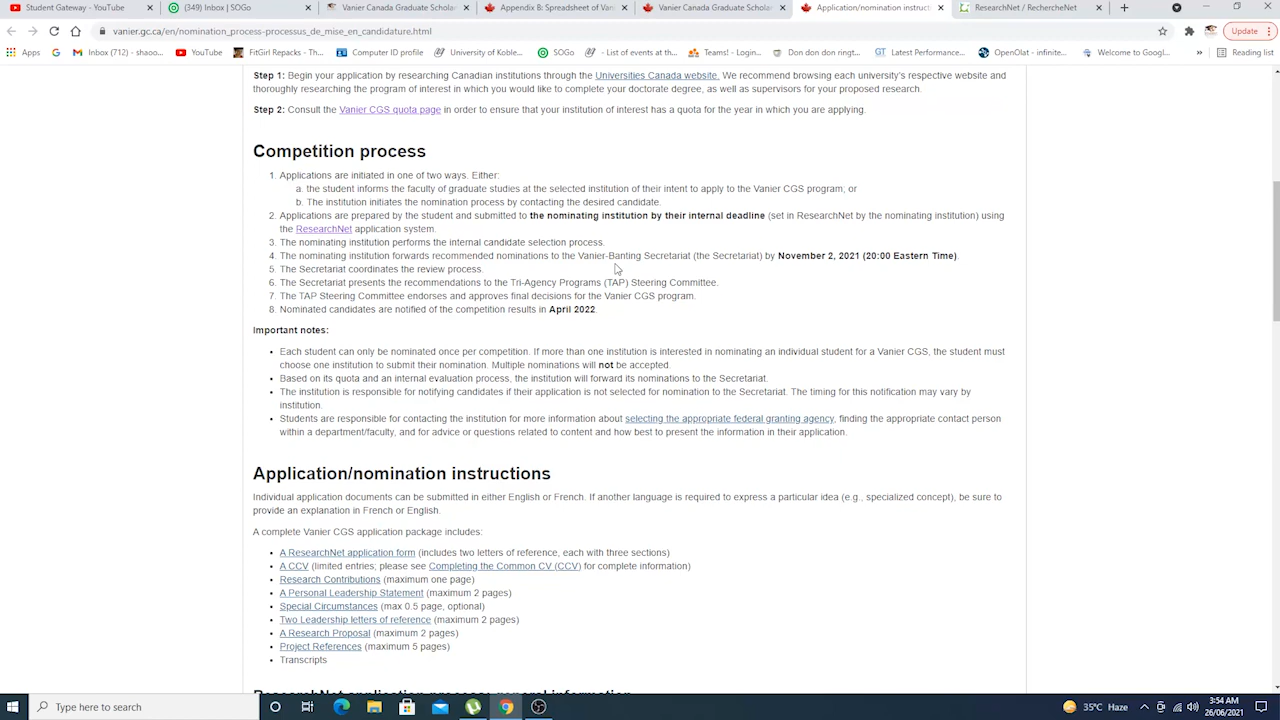 Student Gateway - YouTube
(349) Inbox | SOGo
Vanier Canada Graduate Scholar
Appendix B: Spreadsheet of Van
Vanier Canada Graduate Scholar
Application/nomination instruct
ResearchNet / RechercheNet
vanier.gc.ca/en/nomination_process-processus_de_mise_en_candidature.html
Update
Apps
Inbox (712) - shaoo...
YouTube
FitGirl Repacks - Th...
Computer ID profile
University of Koble...
SOGo
- List of events at th...
Teams! - Login...
Don don don ringt...
Latest Performance...
OpenOlat - infinite...
Welcome to Googl...
»
Reading list
Step 1: Begin your application by researching Canadian institutions through the Universities Canada website. We recommend browsing each university's respective website and
thoroughly researching the program of interest in which you would like to complete your doctorate degree, as well as supervisors for your proposed research.
Step 2: Consult the Vanier CGS quota page in order to ensure that your institution of interest has a quota for the year in which you are applying.
Competition process
1. Applications are initiated in one of two ways. Either:
a. the student informs the faculty of graduate studies at the selected institution of their intent to apply to the Vanier CGS program; or
b. The institution initiates the nomination process by contacting the desired candidate.
2. Applications are prepared by the student and submitted to the nominating institution by their internal deadline (set in ResearchNet by the nominating institution) using
the ResearchNet application system.
3. The nominating institution performs the internal candidate selection process.
4. The nominating institution forwards recommended nominations to the Vanier-Banting Secretariat (the Secretariat) by November 2, 2021 (20:00 Eastern Time).
5. The Secretariat coordinates the review process.
6. The Secretariat presents the recommendations to the Tri-Agency Programs (TAP) Steering Committee.
7. The TAP Steering Committee endorses and approves final decisions for the Vanier CGS program.
8. Nominated candidates are notified of the competition results in April 2022.
Important notes:
• Each student can only be nominated once per competition. If more than one institution is interested in nominating an individual student for a Vanier CGS, the student must
choose one institution to submit their nomination. Multiple nominations will not be accepted.
• Based on its quota and an internal evaluation process, the institution will forward its nominations to the Secretariat.
• The institution is responsible for notifying candidates if their application is not selected for nomination to the Secretariat. The timing for this notification may vary by
institution.
• Students are responsible for contacting the institution for more information about selecting the appropriate federal granting agency, finding the appropriate contact person
within a department/faculty, and for advice or questions related to content and how best to present the information in their application.
Application/nomination instructions
Individual application documents can be submitted in either English or French. If another language is required to express a particular idea (e.g., specialized concept), be sure to
provide an explanation in French or English.
A complete Vanier CGS application package includes:
• A ResearchNet application form (includes two letters of reference, each with three sections)
• A CCV (limited entries; please see Completing the Common CV (CCV) for complete information)
• Research Contributions (maximum one page)
• A Personal Leadership Statement (maximum 2 pages)
• Special Circumstances (max 0.5 page, optional)
• Two Leadership letters of reference (maximum 2 pages)
• A Research Proposal (maximum 2 pages)
• Project References (maximum 5 pages)
• Transcripts
ResearchNet application process: general information
Type here to search
35°C Haze
3:54 AM
26/06/2021